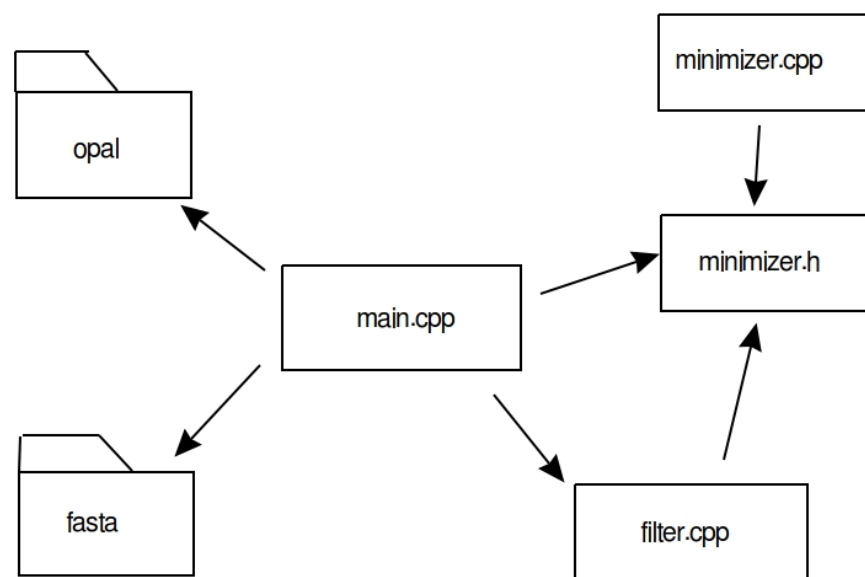 minimizer.cpp
opal
minimizer.h
main.cpp
fasta
filter.cpp